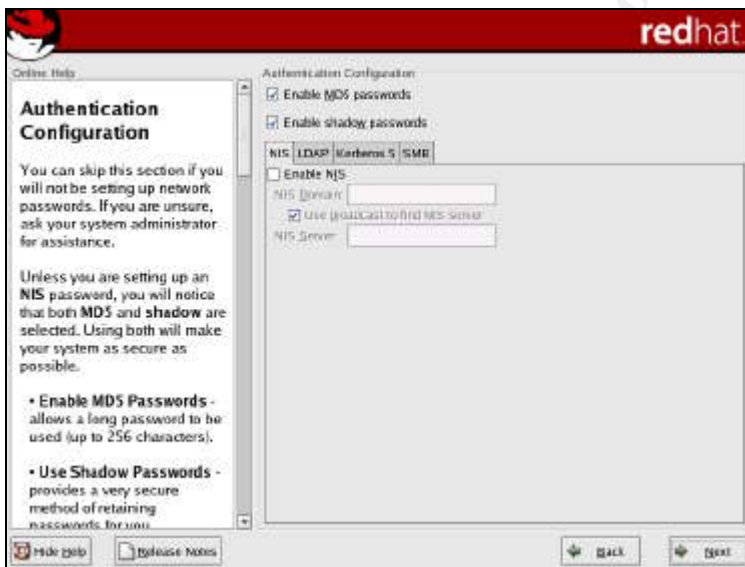 redhat.
Online Help
Authentication
Configuration
You can skip this section if you
will not be setting up network
passwords. If you are unsure,
ask your system administrator
for assistance.
Unless you are setting up an
NIS password, you will notice
that both MD5 and shadow are
selected. Using both will make
your system as secure as
possible.
• Enable MD5 Passwords -
allows a long password to be
used (up to 256 characters).
• Use Shadow Passwords -
provides a very secure
method of retaining
passwords for you
Authentication Configuration
Enable MD5 passwords
Enable shadow passwords
NIS LDAP Kerberos 5 SMB
Enable NIS
NIS Domain:
Use broadcast to find NIS server
NIS Server:
Hide Help
Release Notes
Back
Next